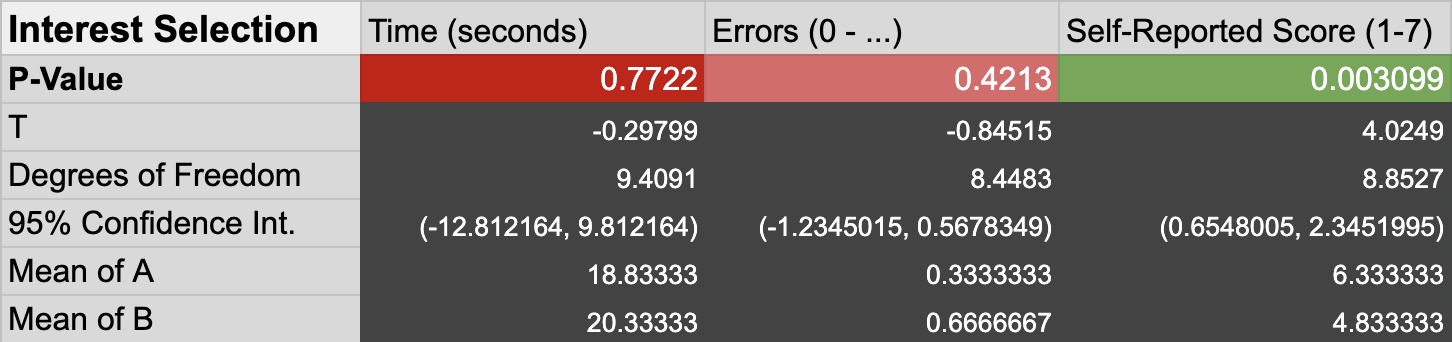 Interest Selection Time (seconds) Errors (0 - ...) Self-Reported Score (1-7)
P-Value 0.7722 0.4213 0.003099
T -0.29799 -0.84515 4.0249
Degrees of Freedom 9.4091 8.4483 8.8527
95% Confidence Int. (-12.812164, 9.812164) (-1.2345015, 0.5678349) (0.6548005, 2.3451995)
Mean of A 18.83333 0.3333333 6.333333
Mean of B 20.33333 0.6666667 4.833333